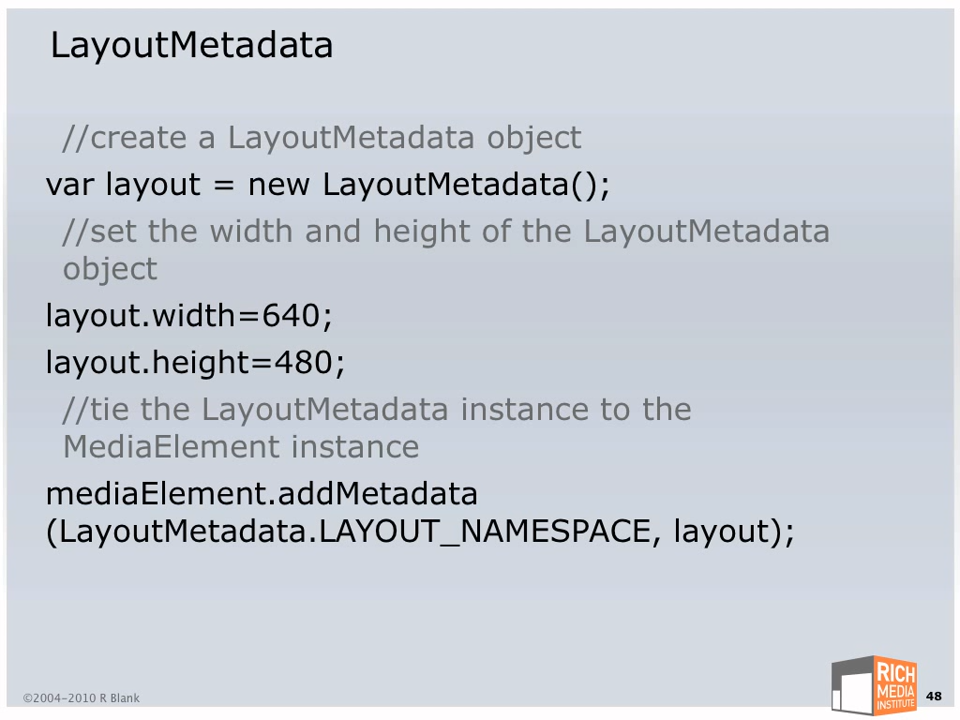 LayoutMetadata
//create a LayoutMetadata object
var layout = new LayoutMetadata();
//set the width and height of the LayoutMetadata
object
layout.width=640;
layout.height=480;
//tie the LayoutMetadata instance to the
MediaElement instance
mediaElement.addMetadata
(LayoutMetadata.LAYOUT_NAMESPACE, layout);
©2004-2010 R Blank
RICH
MEDIA
INSTITUTE
48